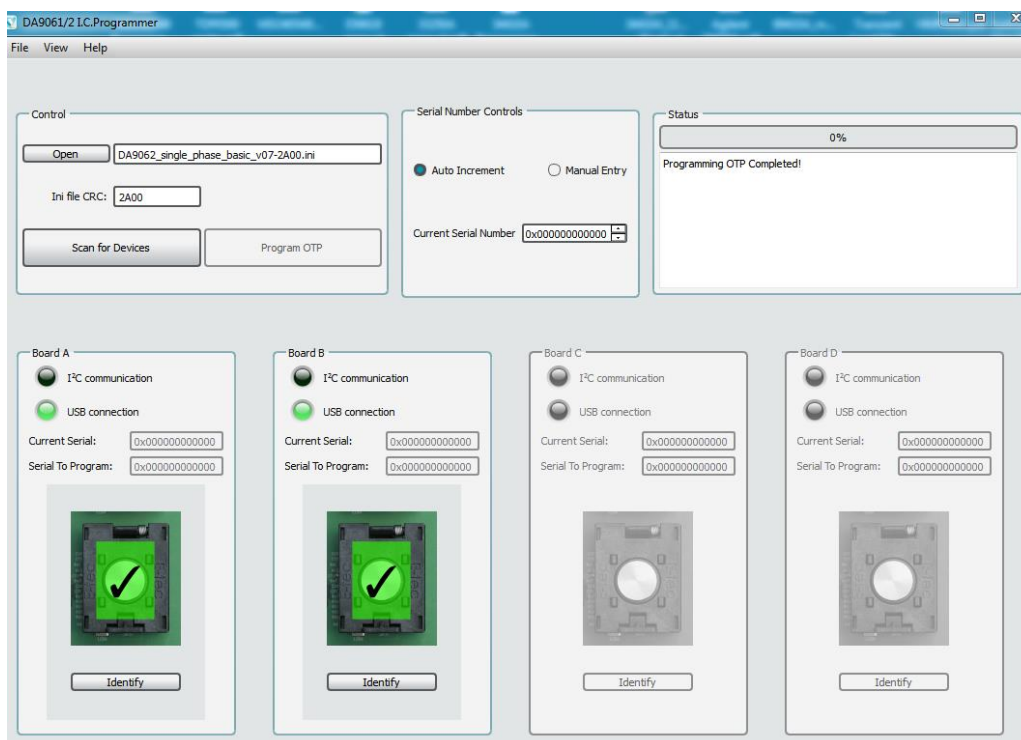 DA9061/2 I.C.Programmer
File View Help
Control
Open DA9062_single_phase_basic_v07-2A00.ini
Ini file CRC: 2A00
Scan for Devices Program OTP
Serial Number Controls
Auto Increment Manual Entry
Current Serial Number 0x000000000000
Status
0%
Programming OTP Completed!
Board A
I²C communication
USB connection
Current Serial: 0x000000000000
Serial To Program: 0x000000000000
Identify
Board B
I²C communication
USB connection
Current Serial: 0x000000000000
Serial To Program: 0x000000000000
Identify
Board C
I²C communication
USB connection
Current Serial: 0x000000000000
Serial To Program: 0x000000000000
Identify
Board D
I²C communication
USB connection
Current Serial: 0x000000000000
Serial To Program: 0x000000000000
Identify